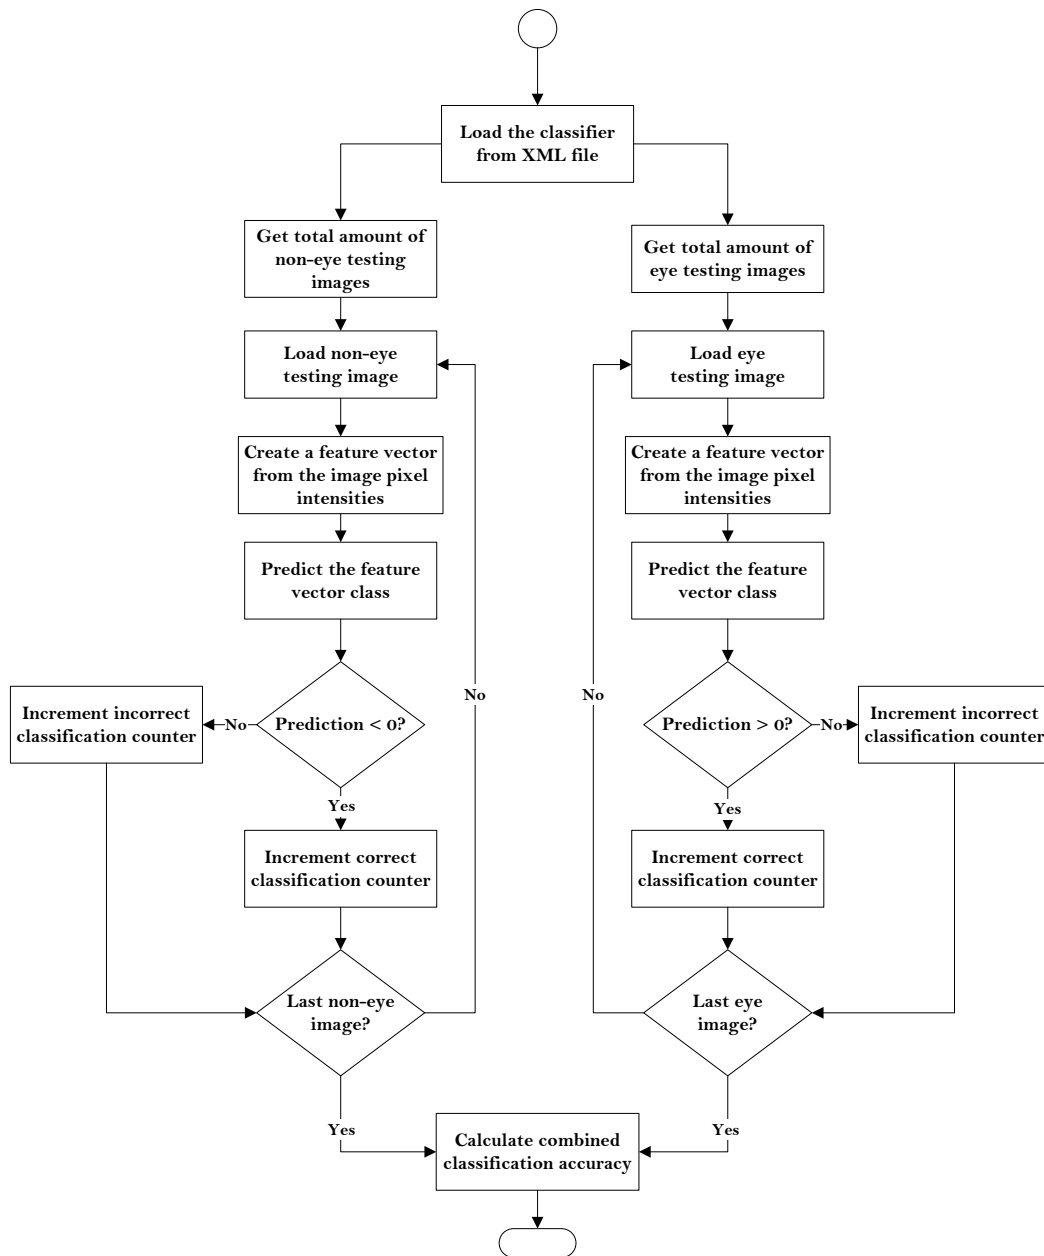 Load the classifier
from XML file
Get total amount of
non-eye testing
images
Load non-eye
testing image
Create a feature vector
from the image pixel
intensities
Predict the feature
vector class
Prediction < 0?
No
Increment incorrect
classification counter
Yes
Increment correct
classification counter
Last non-eye
image?
No
Yes
Get total amount of
eye testing images
Load eye
testing image
Create a feature vector
from the image pixel
intensities
Predict the feature
vector class
Prediction > 0?
No
Increment incorrect
classification counter
Yes
Increment correct
classification counter
Last eye
image?
No
Yes
Calculate combined
classification accuracy